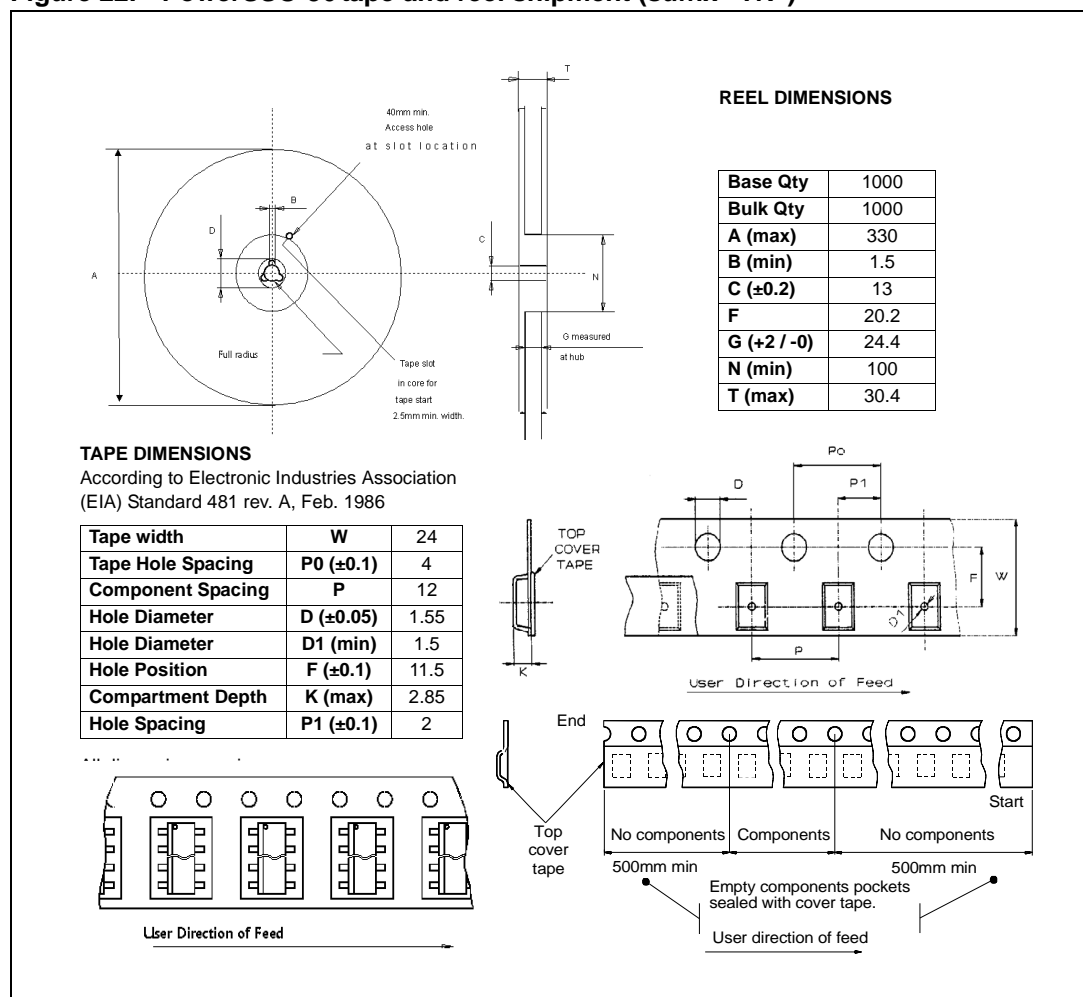 T
REEL DIMENSIONS
40mm min.
Access hole
at slot location
B
D
C
A
N
G measured
at hub
Full radius
Tape slot
in core for
tape start
2.5mm min. width.
Base Qty 1000
Bulk Qty 1000
A (max) 330
B (min) 1.5
C (±0.2) 13
F 20.2
G (+2 / -0) 24.4
N (min) 100
T (max) 30.4
TAPE DIMENSIONS
According to Electronic Industries Association
(EIA) Standard 481 rev. A, Feb. 1986
Tape width W 24
Tape Hole Spacing P0 (±0.1) 4
Component Spacing P 12
Hole Diameter D (±0.05) 1.55
Hole Diameter D1 (min) 1.5
Hole Position F (±0.1) 11.5
Compartment Depth K (max) 2.85
Hole Spacing P1 (±0.1) 2
TOP
COVER
TAPE
K
Po
D
P1
F
W
D1
P
User Direction of Feed
End
Start
Top
cover
tape
No components
Components
No components
500mm min
500mm min
Empty components pockets
sealed with cover tape.
User direction of feed
User Direction of Feed